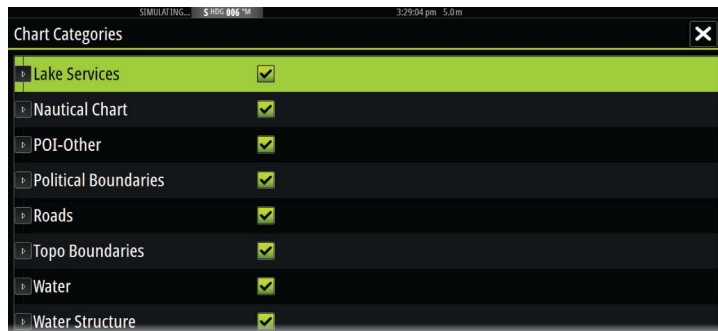 SIMULATING... S HDG 006 °M 3:29:04 pm 5.0 m
Chart Categories
Lake Services
Nautical Chart
POI-Other
Political Boundaries
Roads
Topo Boundaries
Water
Water Structure